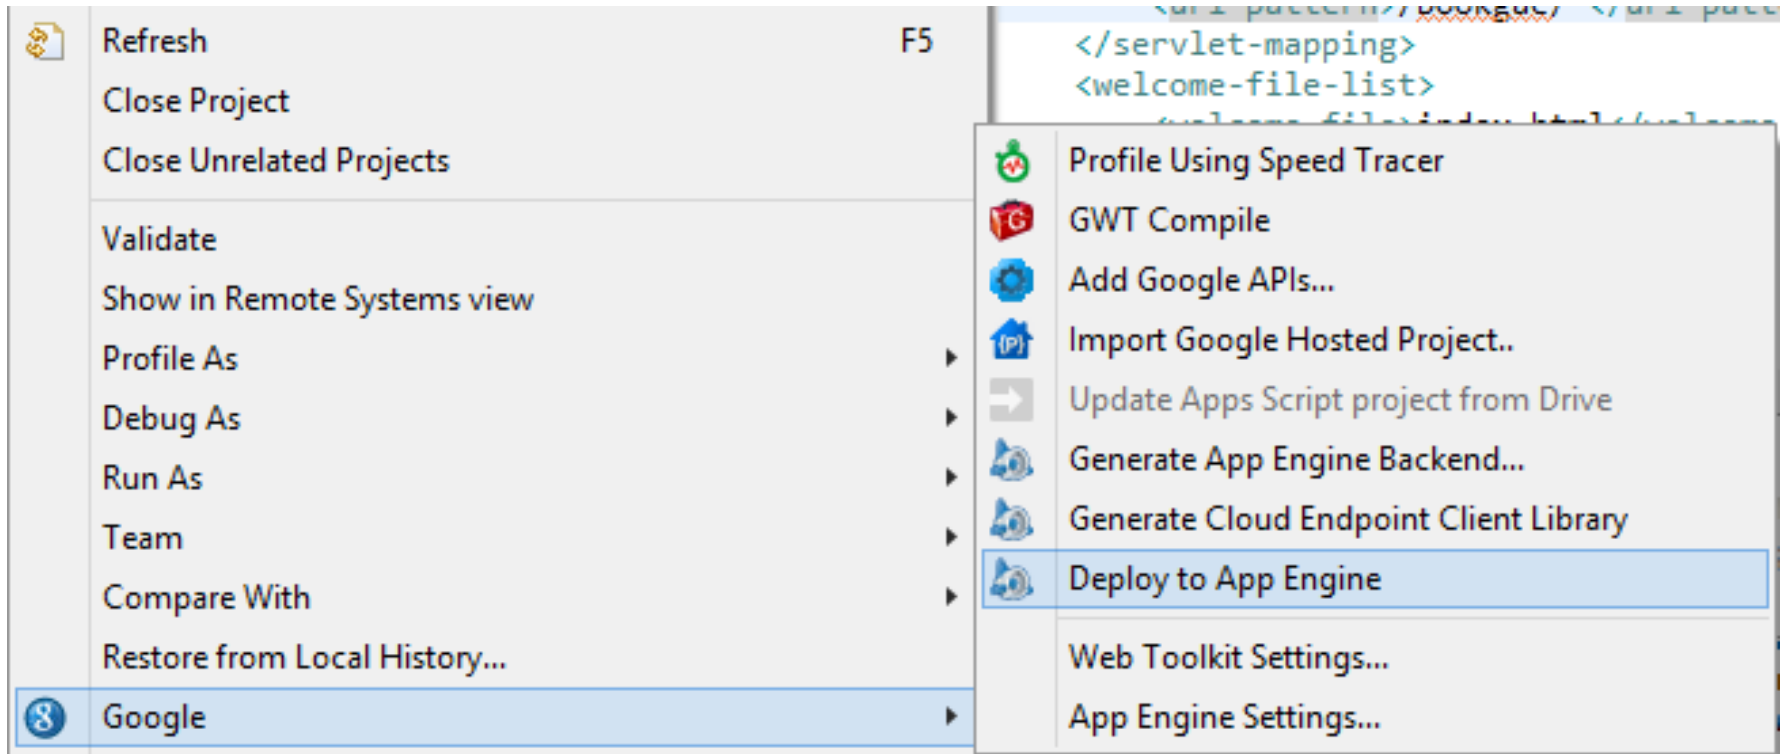 Refresh F5
Close Project
Close Unrelated Projects
Validate
Show in Remote Systems view
Profile As
Debug As
Run As
Team
Compare With
Restore from Local History...
Google
</servlet-mapping>
<welcome-file-list>
Profile Using Speed Tracer
GWT Compile
Add Google APIs...
Import Google Hosted Project..
Update Apps Script project from Drive
Generate App Engine Backend...
Generate Cloud Endpoint Client Library
Deploy to App Engine
Web Toolkit Settings...
App Engine Settings...